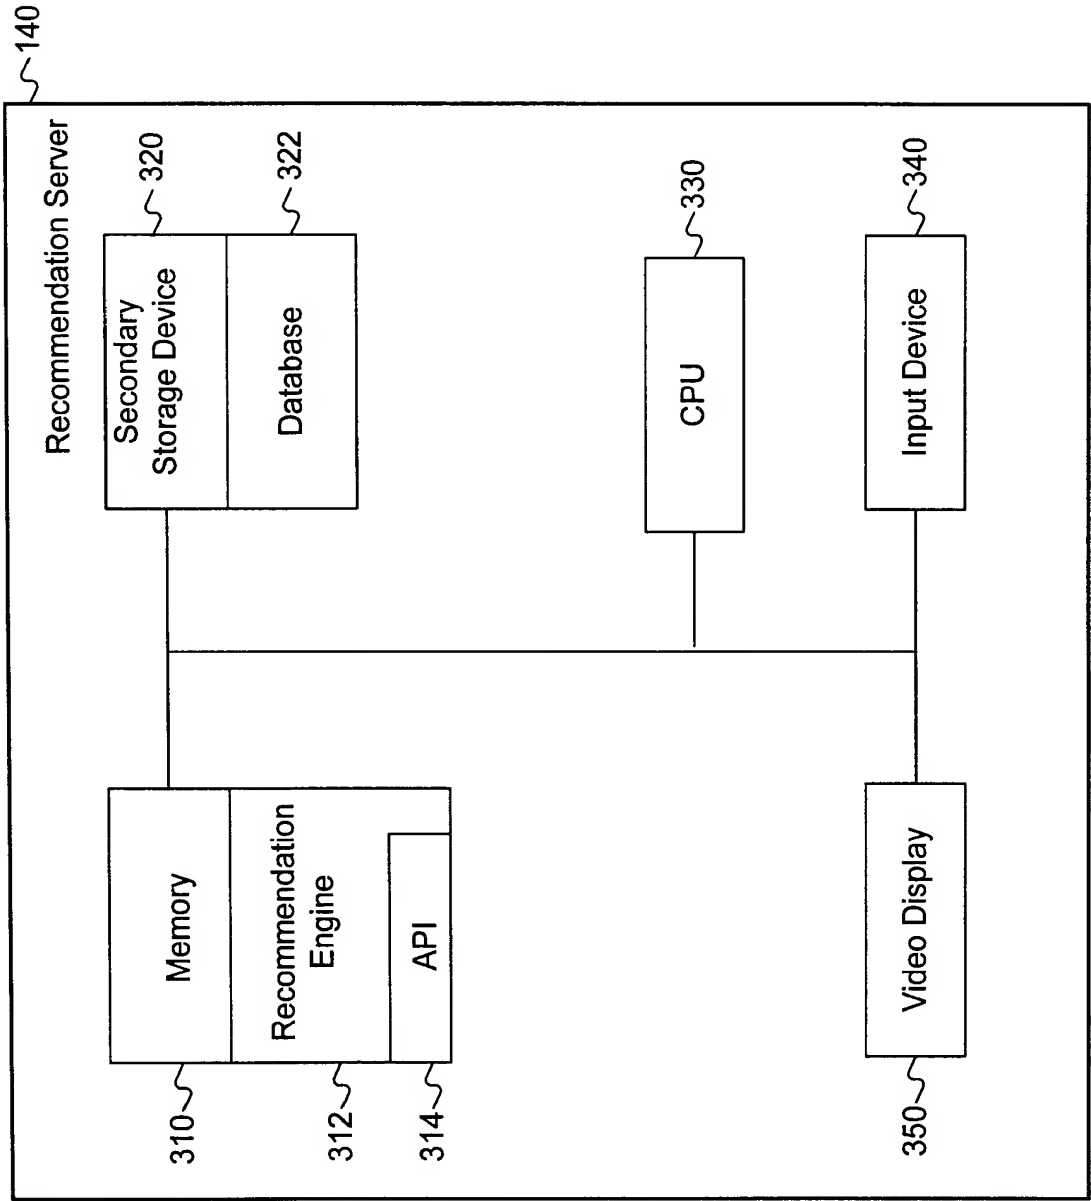 140
Recommendation Server
310
Memory
Secondary
Storage Device
320
312
Recommendation
Engine
Database
322
314
API
CPU
330
350
Video Display
Input Device
340